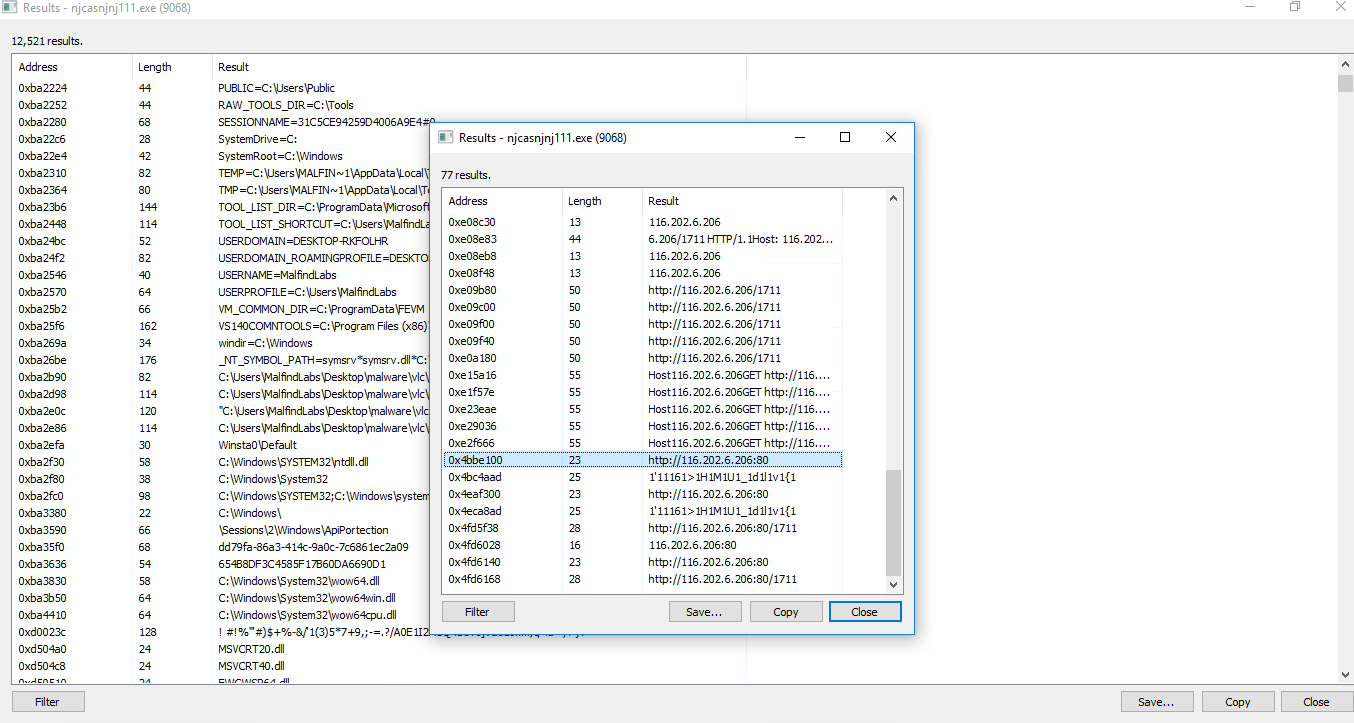 Results - njcasnjnj111.exe (9068)
12,521 results.
Address Length Result
0xba2224 44 PUBLIC=C:\Users\Public
0xba2252 44 RAW_TOOLS_DIR=C:\Tools
0xba2280 68 SESSIONNAME=31C5CE94259D4006A9E4#0
0xba22c6 28 SystemDrive=C:
0xba22e4 42 SystemRoot=C:\Windows
0xba2310 82 TEMP=C:\Users\MALFIN~1\AppData\Local\
0xba2364 80 TMP=C:\Users\MALFIN~1\AppData\Local\Te
0xba23b6 144 TOOL_LIST_DIR=C:\ProgramData\Microsoft
0xba2448 114 TOOL_LIST_SHORTCUT=C:\Users\MalfindLa
0xba24bc 52 USERDOMAIN=DESKTOP-RKFOLHR
0xba24f2 82 USERDOMAIN_ROAMINGPROFILE=DESKTO
0xba2546 40 USERNAME=MalfindLabs
0xba2570 64 USERPROFILE=C:\Users\MalfindLabs
0xba25b2 66 VM_COMMON_DIR=C:\ProgramData\FEVM
0xba25f6 162 VS140COMNTOOLS=C:\Program Files (x86)\
0xba269a 34 windir=C:\Windows
0xba26be 176 _NT_SYMBOL_PATH=symsrv*symsrv.dll*C:
0xba2b90 82 C:\Users\MalfindLabs\Desktop\malware\vlc\
0xba2d98 114 C:\Users\MalfindLabs\Desktop\malware\vlc\
0xba2e0c 120 "C:\Users\MalfindLabs\Desktop\malware\vlc
0xba2e86 114 C:\Users\MalfindLabs\Desktop\malware\vlc\
0xba2efa 30 Winsta0\Default
0xba2f30 58 C:\Windows\SYSTEM32\ntdll.dll
0xba2f80 38 C:\Windows\System32
0xba2fc0 98 C:\Windows\SYSTEM32;C:\Windows\system
0xba3380 22 C:\Windows\
0xba3590 66 \Sessions\2\Windows\ApiPortection
0xba35f0 68 dd79fa-86a3-414c-9a0c-7c6861ec2a09
0xba3636 54 654B8DF3C4585F17B60DA6690D1
0xba3830 58 C:\Windows\System32\wow64.dll
0xba3b50 64 C:\Windows\System32\wow64win.dll
0xba4410 64 C:\Windows\System32\wow64cpu.dll
0xd0023c 128 ! #!%"'#)$+%-&/'1(3)5*7+9,;-=.?/A0E1I2
0xd504a0 24 MSVCRT20.dll
0xd504c8 24 MSVCRT40.dll
Filter Save... Copy Close
Results - njcasnjnj111.exe (9068)
77 results.
Address Length Result
0xe08c30 13 116.202.6.206
0xe08e83 44 6.206/1711 HTTP/1.1Host: 116.202...
0xe08eb8 13 116.202.6.206
0xe08f48 13 116.202.6.206
0xe09b80 50 http://116.202.6.206/1711
0xe09c00 50 http://116.202.6.206/1711
0xe09f00 50 http://116.202.6.206/1711
0xe09f40 50 http://116.202.6.206/1711
0xe0a180 50 http://116.202.6.206/1711
0xe15a16 55 Host116.202.6.206GET http://116....
0xe1f57e 55 Host116.202.6.206GET http://116....
0xe23eae 55 Host116.202.6.206GET http://116....
0xe29036 55 Host116.202.6.206GET http://116....
0xe2f666 55 Host116.202.6.206GET http://116....
0x4bbe100 23 http://116.202.6.206:80
0x4bc4aad 25 1'11161>1H1M1U1_1d1l1v1{1
0x4eaf300 23 http://116.202.6.206:80
0x4eca8ad 25 1'11161>1H1M1U1_1d1l1v1{1
0x4fd5f38 28 http://116.202.6.206:80/1711
0x4fd6028 16 116.202.6.206:80
0x4fd6140 23 http://116.202.6.206:80
0x4fd6168 28 http://116.202.6.206:80/1711
Filter Save... Copy Close